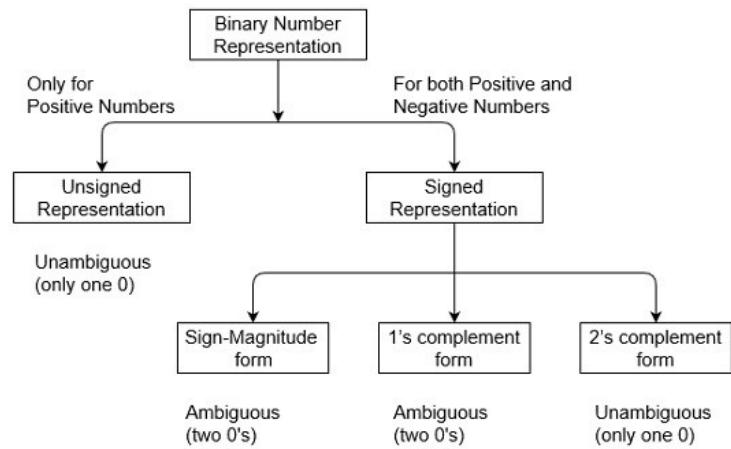 Binary Number
Representation
Only for
Positive Numbers
For both Positive and
Negative Numbers
Unsigned
Representation
Signed
Representation
Unambiguous
(only one 0)
Sign-Magnitude
form
1's complement
form
2's complement
form
Ambiguous
(two 0's)
Ambiguous
(two 0's)
Unambiguous
(only one 0)